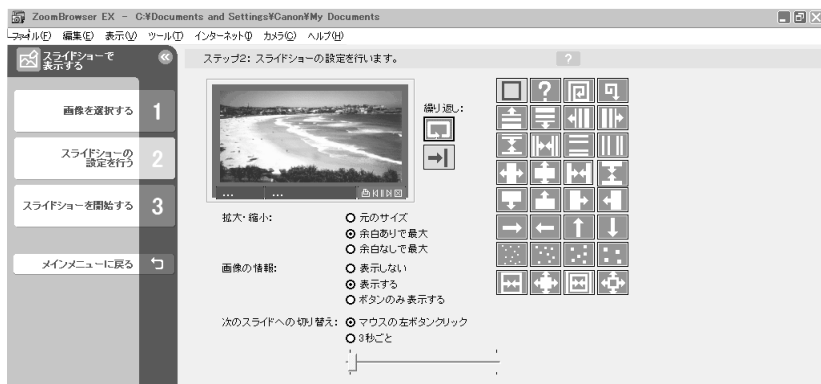 ZoomBrowser EX - C:¥Documents and Settings¥Canon¥My Documents
ファイル(F) 編集(E) 表示(V) ツール(T) インターネット(I) カメラ(C) ヘルプ(H)
スライドショーで
表示する
ステップ2: スライドショーの設定を行います。
?
画像を選択する 1
スライドショーの
設定を行う 2
スライドショーを開始する 3
メインメニューに戻る
... ...
繰り返し:
?
拡大・縮小:
元のサイズ
余白ありで最大
余白なしで最大
画像の情報:
表示しない
表示する
ボタンのみ表示する
次のスライドへの切り替え:
マウスの左ボタンクリック
3秒ごと